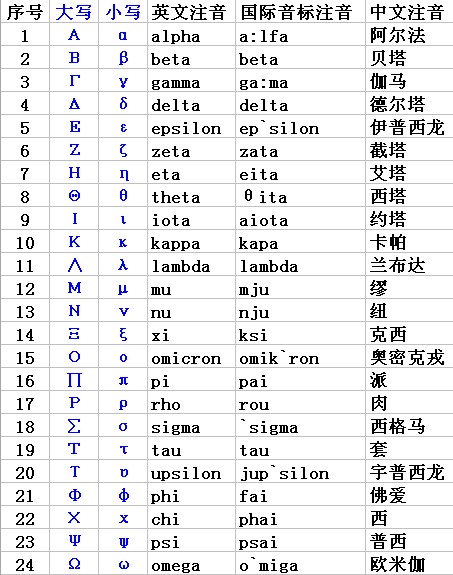 序号 大写 小写 英文注音 国际音标注音 中文注音
1 Α α alpha a:lfa 阿尔法
2 Β β beta beta 贝塔
3 Γ γ gamma ga:ma 伽马
4 Δ δ delta delta 德尔塔
5 Ε ε epsilon ep`silon 伊普西龙
6 Ζ ζ zeta zata 截塔
7 Η η eta eita 艾塔
8 Θ θ theta θita 西塔
9 Ι ι iota aiota 约塔
10 Κ κ kappa kapa 卡帕
11 Λ λ lambda lambda 兰布达
12 Μ μ mu mju 缪
13 Ν ν nu nju 纽
14 Ξ ξ xi ksi 克西
15 Ο ο omicron omik`ron 奥密克戎
16 ∏ π pi pai 派
17 Ρ ρ rho rou 肉
18 ∑ σ sigma `sigma 西格马
19 Τ τ tau tau 套
20 Τ υ upsilon jup`silon 宇普西龙
21 Φ φ phi fai 佛爱
22 Χ χ chi phai 西
23 Ψ ψ psi psai 普西
24 Ω ω omega o`miga 欧米伽